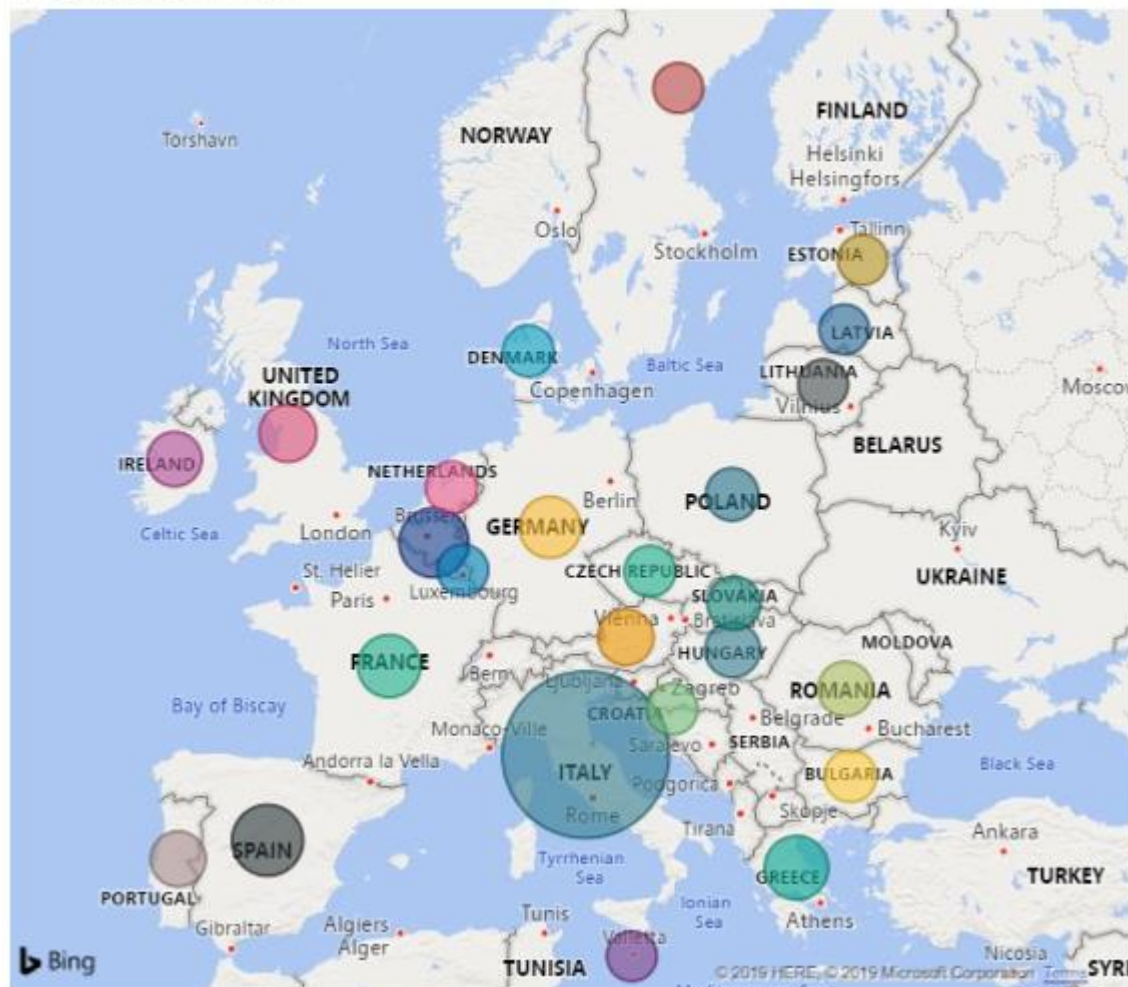 FINLAND
NORWAY
Torshavn
Helsinki
Helsingfors
Oslo
Tallinn
Stockholm
ESTONIA
LATVIA
North Sea
DENMARK
Baltic Sea
LITHUANIA
Moscow
UNITED
KINGDOM
Copenhagen
Vilnius
BELARUS
IRELAND
NETHERLANDS
Berlin
POLAND
Brussels
GERMANY
London
Celtic Sea
Kyiv
St. Hélier
CZECH REPUBLIC
UKRAINE
Paris
Luxembourg
SLOVAKIA
Vienna
Bratislava
MOLDOVA
HUNGARY
FRANCE
Bern
Ljubljana
Zagreb
ROMANIA
Bay of Biscay
CROATIA
Belgrade
Monaco-Ville
Bucharest
Sarajevo
SERBIA
Andorra la Vella
ITALY
Podgorica
BULGARIA
Black Sea
Rome
Skopje
Tirana
Ankara
SPAIN
Tyrrhenian
Sea
GREECE
TURKEY
PORTUGAL
Ionian
Sea
Gibraltar
Algiers
Alger
Tunis
Athens
Valletta
Nicosia
Bing
TUNISIA
© 2019 HERE, © 2019 Microsoft Corporation Terms
SYR